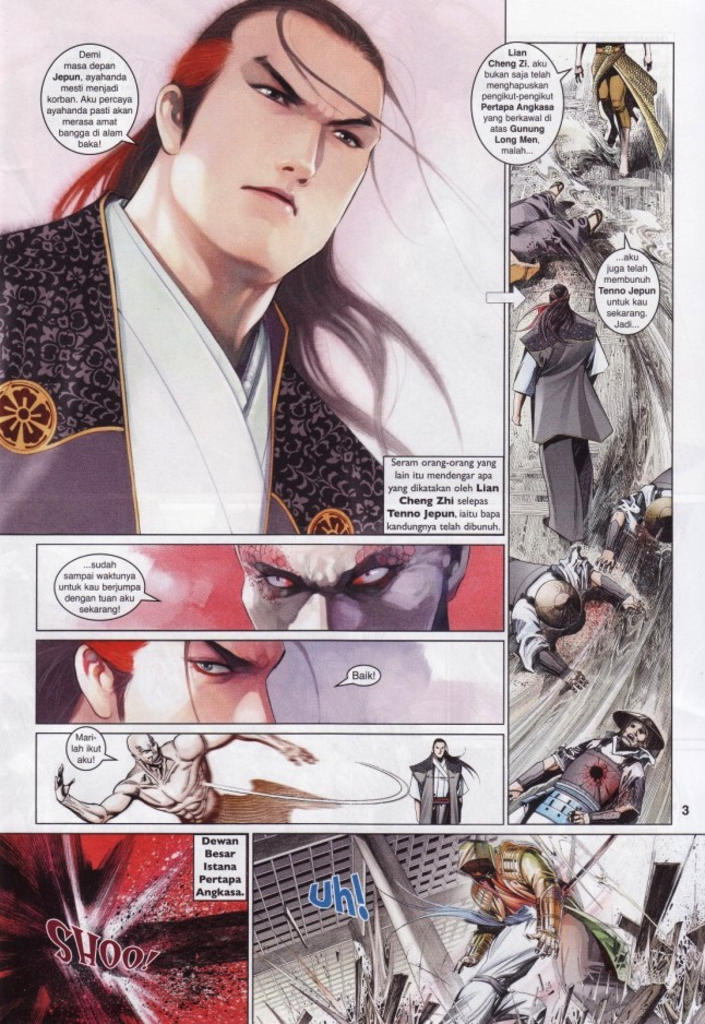 Demi
masa depan
Jepun, ayahanda
mesti menjadi
korban. Aku percaya
ayahanda pasti akan
merasa amat
bangga di alam
baka!
Seram orang-orang yang
lain itu mendengar apa
yang dikatakan oleh Lian
Cheng Zhi selepas
Tenno Jepun, iaitu bapa
kandungnya telah dibunuh.
Lian
Cheng Zi, aku
bukan saja telah
menghapuskan
pengikut-pengikut
Pertapa Angkasa
yang berkawal di
atas Gunung
Long Men,
malah...
...aku
juga telah
membunuh
Tenno Jepun
untuk kau
sekarang.
Jadi...
...sudah
sampai waktunya
untuk kau berjumpa
dengan tuan aku
sekarang!
Baik!
Mari-
lah ikut
aku!
3
Dewan
Besar
Istana
Pertapa
Angkasa.
SHOO!
uh!